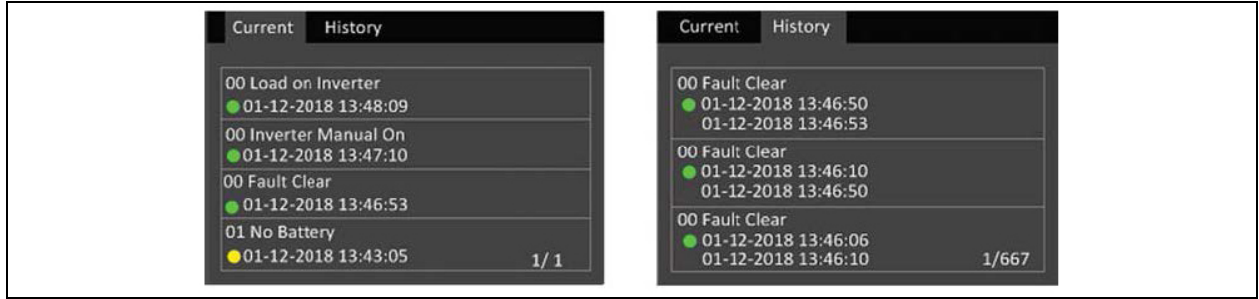 Current History
00 Load on Inverter
01-12-2018 13:48:09
00 Inverter Manual On
01-12-2018 13:47:10
00 Fault Clear
01-12-2018 13:46:53
01 No Battery
01-12-2018 13:43:05 1/ 1
Current History
00 Fault Clear
01-12-2018 13:46:50
01-12-2018 13:46:53
00 Fault Clear
01-12-2018 13:46:10
01-12-2018 13:46:50
00 Fault Clear
01-12-2018 13:46:06
01-12-2018 13:46:10 1/667